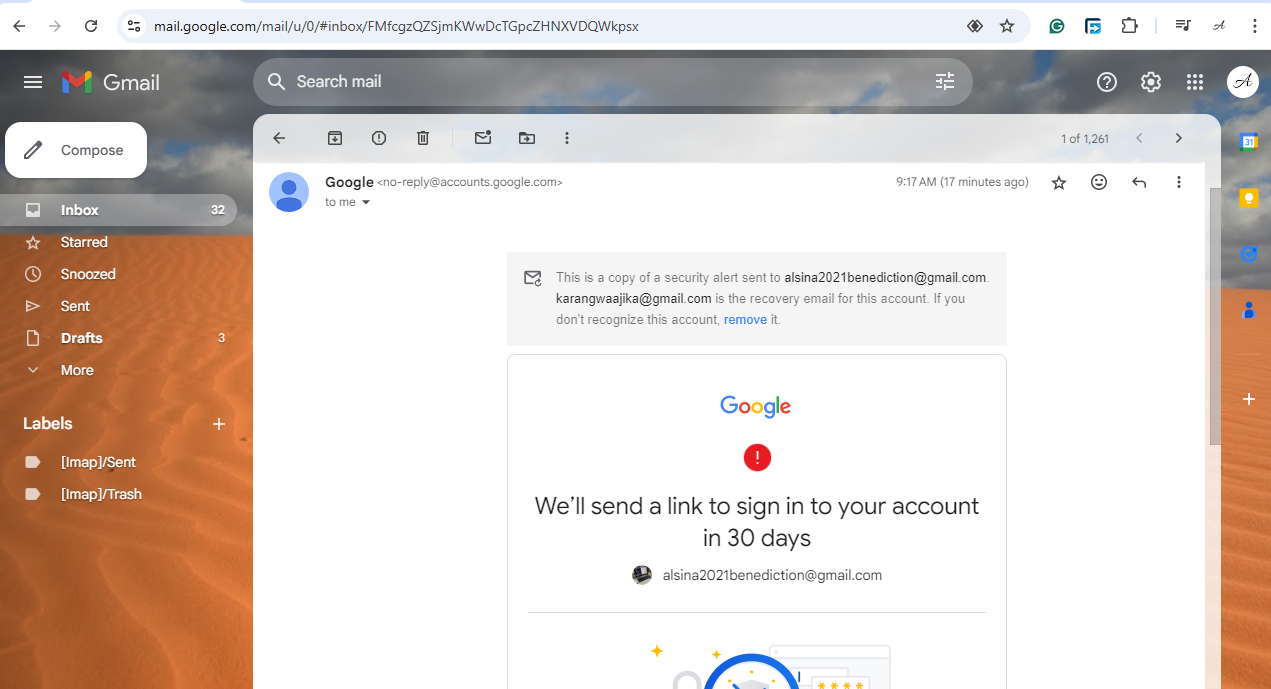 mail.google.com/mail/u/0/#inbox/FMfcgzQZSjmKWwDcTGpcZHNXVDQWkpsx
Gmail
Search mail
Compose
1 of 1,261
Inbox 32
Starred
Snoozed
Sent
Drafts 3
More
Labels
[Imap]/Sent
[Imap]/Trash
Google <no-reply@accounts.google.com>
9:17 AM (17 minutes ago)
to me
This is a copy of a security alert sent to alsina2021benediction@gmail.com.
karangwaajika@gmail.com is the recovery email for this account. If you
don't recognize this account, remove it.
Google
We'll send a link to sign in to your account
in 30 days
alsina2021benediction@gmail.com
31